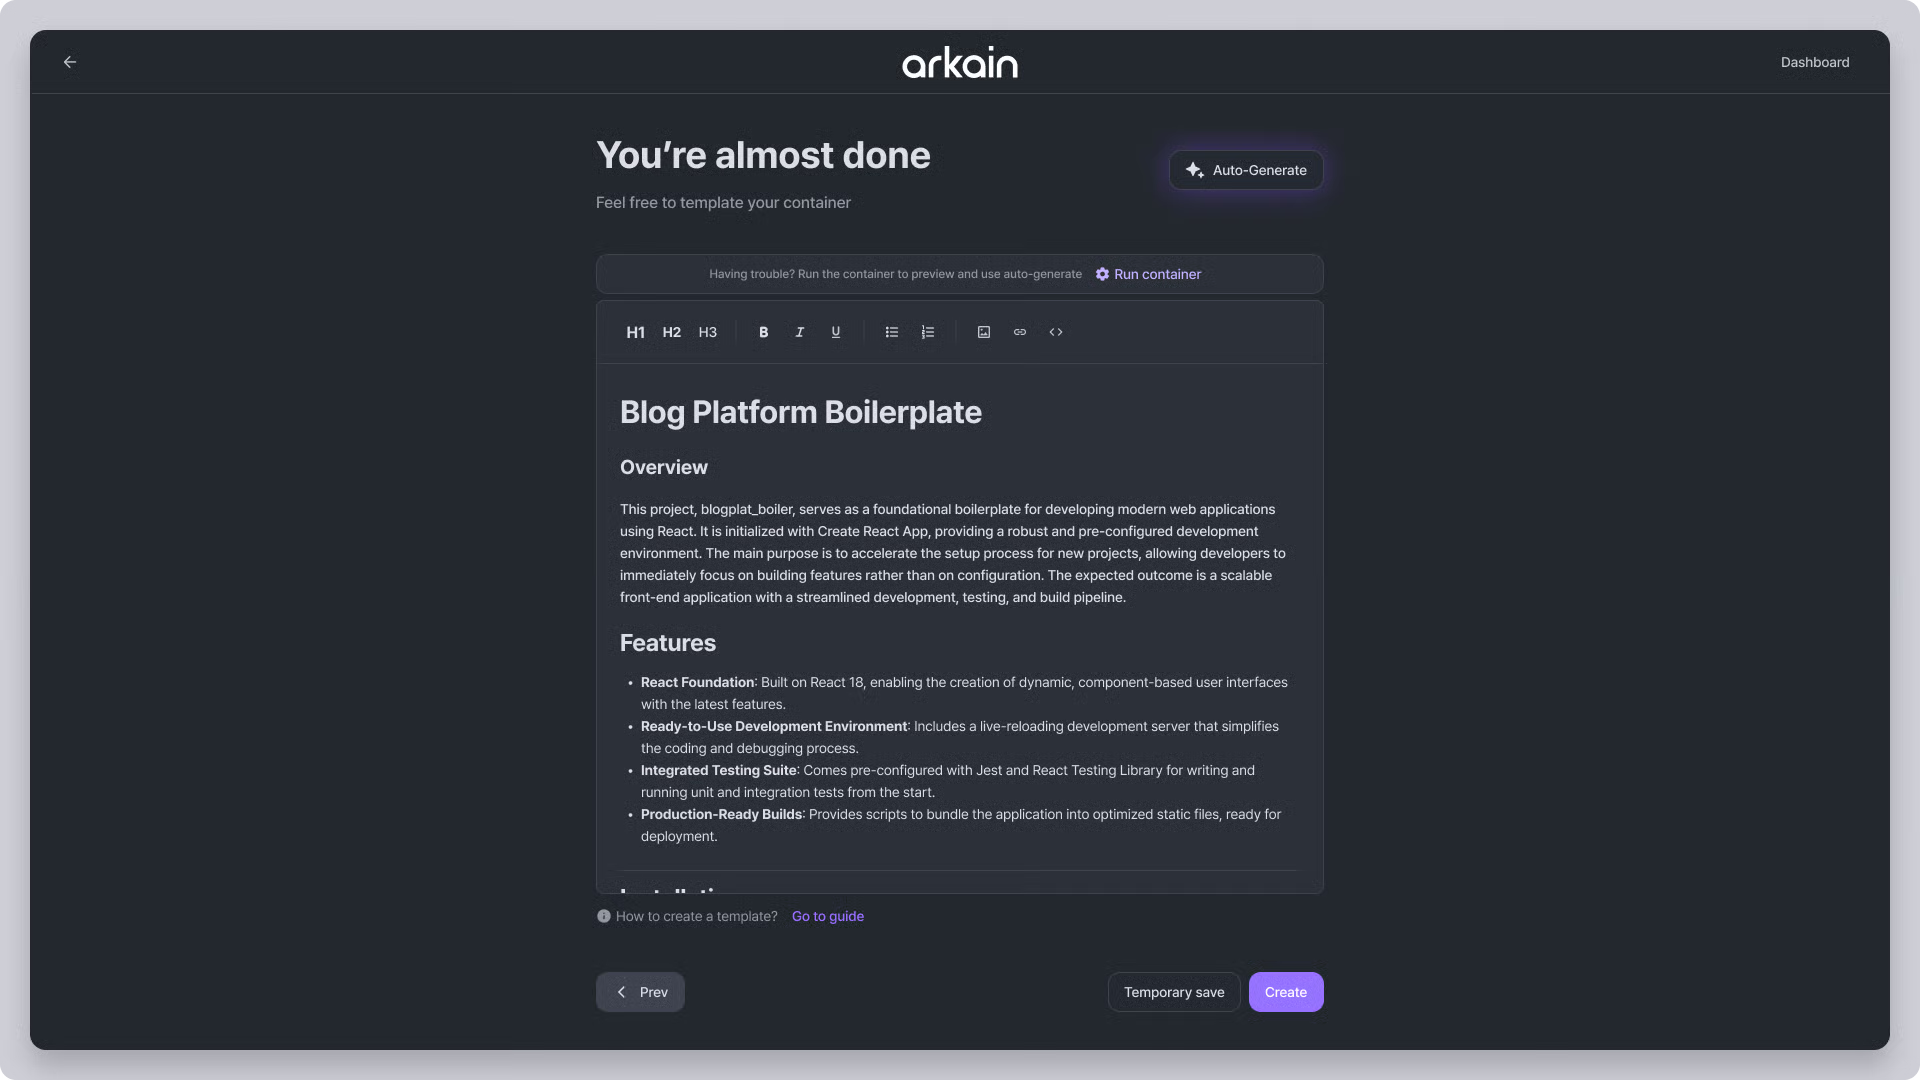 arkain
Dashboard
You’re almost done
Auto-Generate
Feel free to template your container
Having trouble? Run the container to preview and use auto-generate Run container
H1 H2 H3 B I U
Blog Platform Boilerplate
Overview
This project, blogplat_boiler, serves as a foundational boilerplate for developing modern web applications
using React. It is initialized with Create React App, providing a robust and pre-configured development
environment. The main purpose is to accelerate the setup process for new projects, allowing developers to
immediately focus on building features rather than on configuration. The expected outcome is a scalable
front-end application with a streamlined development, testing, and build pipeline.
Features
• React Foundation: Built on React 18, enabling the creation of dynamic, component-based user interfaces
with the latest features.
• Ready-to-Use Development Environment: Includes a live-reloading development server that simplifies
the coding and debugging process.
• Integrated Testing Suite: Comes pre-configured with Jest and React Testing Library for writing and
running unit and integration tests from the start.
• Production-Ready Builds: Provides scripts to bundle the application into optimized static files, ready for
deployment.
How to create a template? Go to guide
Prev
Temporary save
Create